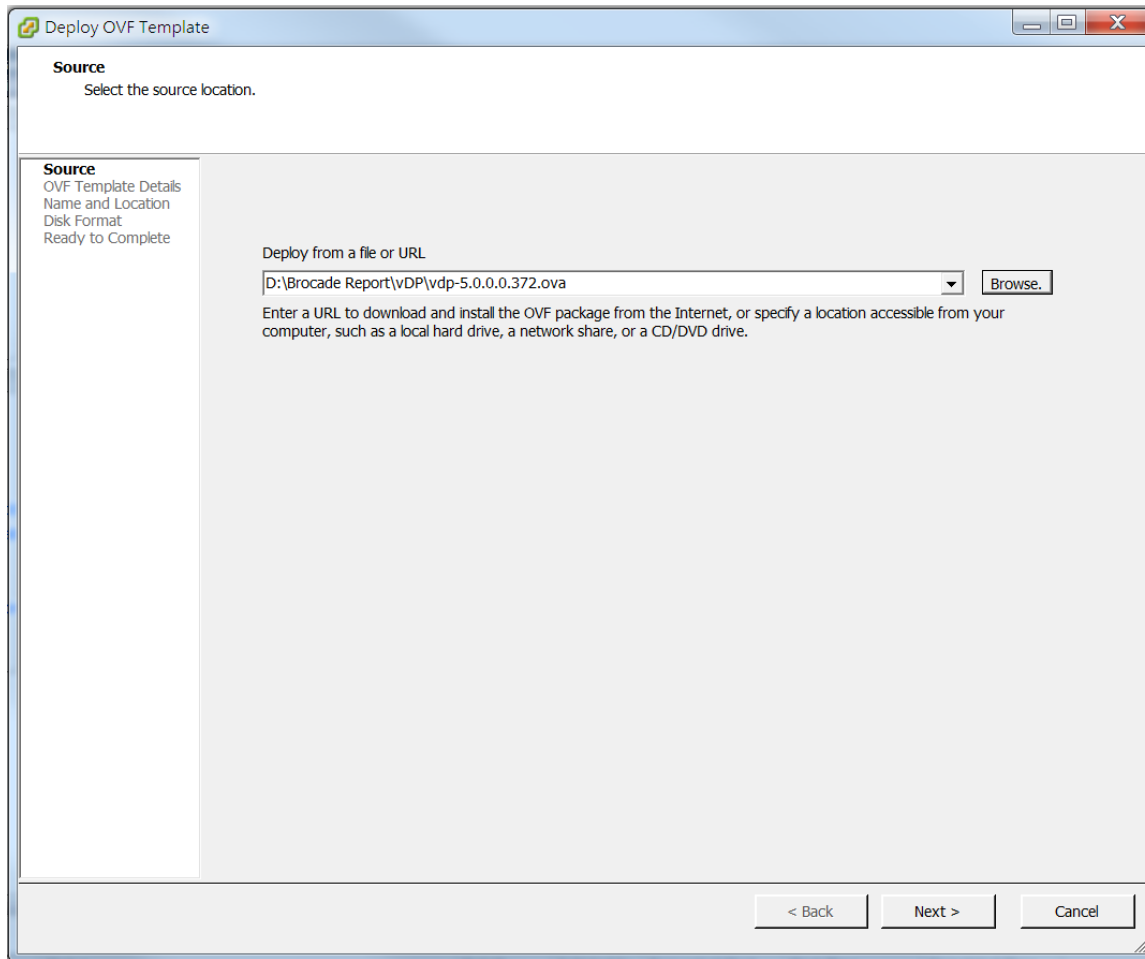 Deploy OVF Template
Source
Select the source location.
Source
OVF Template Details
Name and Location
Disk Format
Ready to Complete
Deploy from a file or URL
D:\Brocade Report\vDP\vdp-5.0.0.0.372.ova
Browse.
Enter a URL to download and install the OVF package from the Internet, or specify a location accessible from your
computer, such as a local hard drive, a network share, or a CD/DVD drive.
< Back
Next >
Cancel